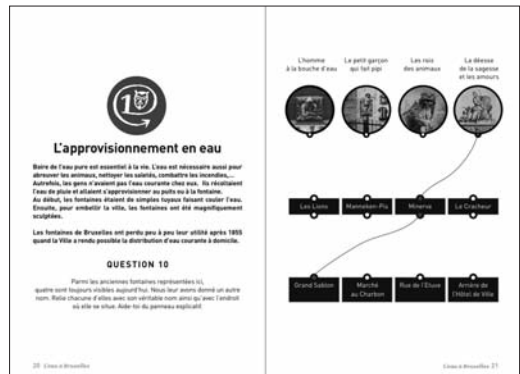 L'approvisionnement en eau
Boire de l'eau pure est essentiel à la vie. L'eau est nécessaire aussi pour
abreuver les animaux, nettoyer les saletés, combattre les incendies,...
Autrefois, les gens n'avaient pas l'eau courante chez eux. Ils récoltaient
l'eau de pluie et allaient s'approvisionner au puits ou à la fontaine.
Au début, les fontaines étaient de simples tuyaux faisant couler l'eau.
Ensuite, pour embellir la ville, les fontaines ont été magnifiquement
sculptées.
Les fontaines de Bruxelles ont perdu peu à peu leur utilité après 1855
quand la Ville a rendu possible la distribution d'eau courante à domicile.
QUESTION 10
Parmi les anciennes fontaines représentées ici,
quatre sont toujours visibles aujourd'hui. Nous leur avons donné un autre
nom. Relie chacune d'elles avec son véritable nom ainsi qu'avec l'endroit
où elle se situe. Aide-toi du panneau explicatif.
20 L'eau à Bruxelles
L'homme
à la bouche d'eau
Le petit garçon
qui fait pipi
Les rois
des animaux
La déesse
de la sagesse
et les amours
Les Lions
Manneken-Pis
Minerve
Le Cracheur
Grand Sablon
Marché
au Charbon
Rue de l'Etuve
Arrière de
l'Hôtel de Ville
L'eau à Bruxelles 21